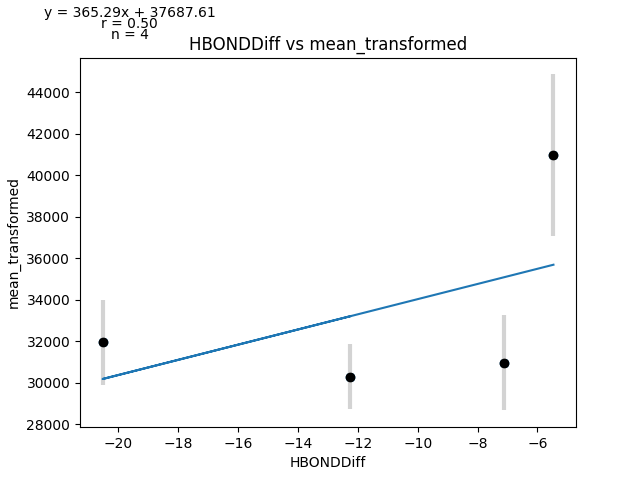 y = 365.29x + 37687.61
r = 0.50
n = 4
HBONDDiff vs mean_transformed
44000
42000
40000
38000
36000
34000
32000
30000
28000
mean_transformed
−20
−18
−16
−14
−12
−10
−8
−6
HBONDDiff